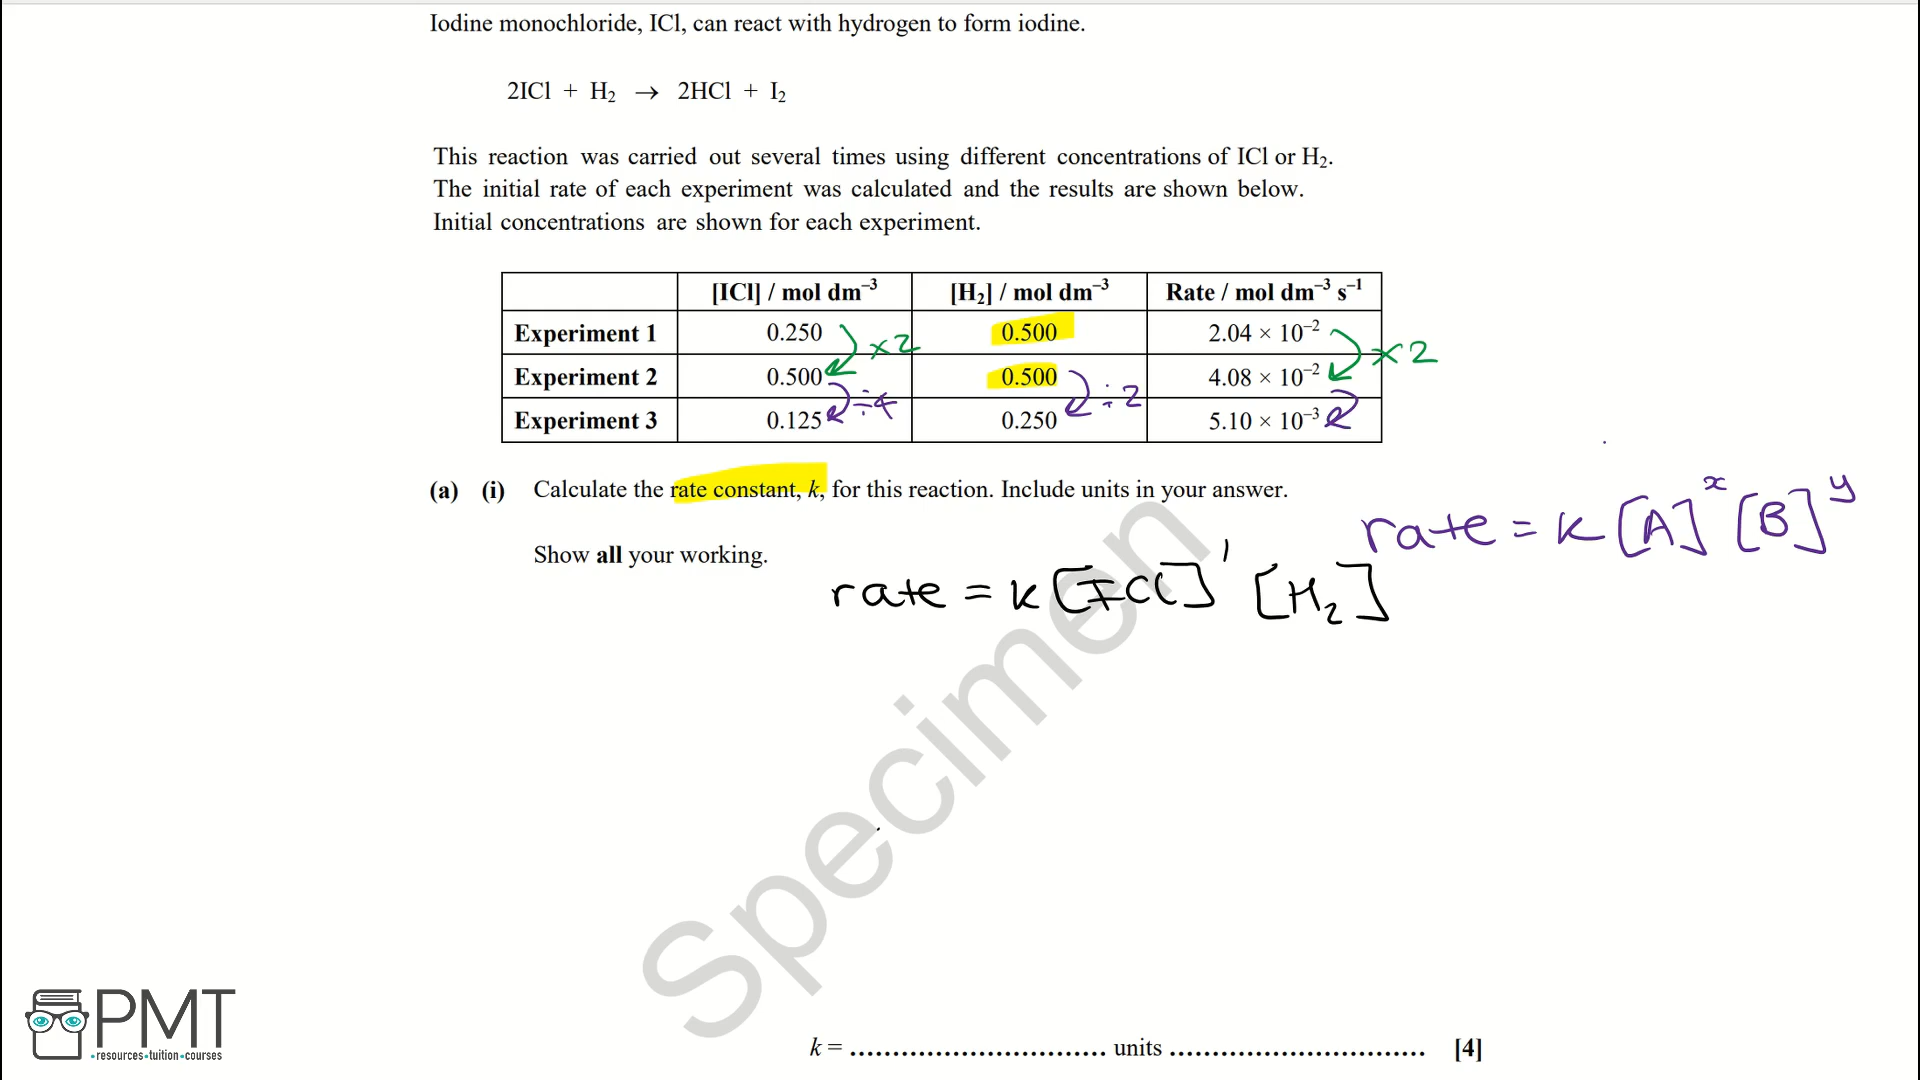 Iodine monochloride, ICl, can react with hydrogen to form iodine.
2ICl + H₂ → 2HCl + I₂
This reaction was carried out several times using different concentrations of ICl or H₂.
The initial rate of each experiment was calculated and the results are shown below.
Initial concentrations are shown for each experiment.
[ICl] / mol dm⁻³ [H₂] / mol dm⁻³ Rate / mol dm⁻³ s⁻¹
Experiment 1 0.250 0.500 2.04 × 10⁻²
×2 ×2
Experiment 2 0.500 0.500 4.08 × 10⁻²
÷4 ÷2
Experiment 3 0.125 0.250 5.10 × 10⁻³
(a) (i) Calculate the rate constant, k, for this reaction. Include units in your answer.
rate = k[A]ˣ[B]ʸ
Show all your working.
rate = k[ICl]¹ [H₂]
Specimen
PMT
•resources•tuition•courses
k = .............................. units .............................. [4]